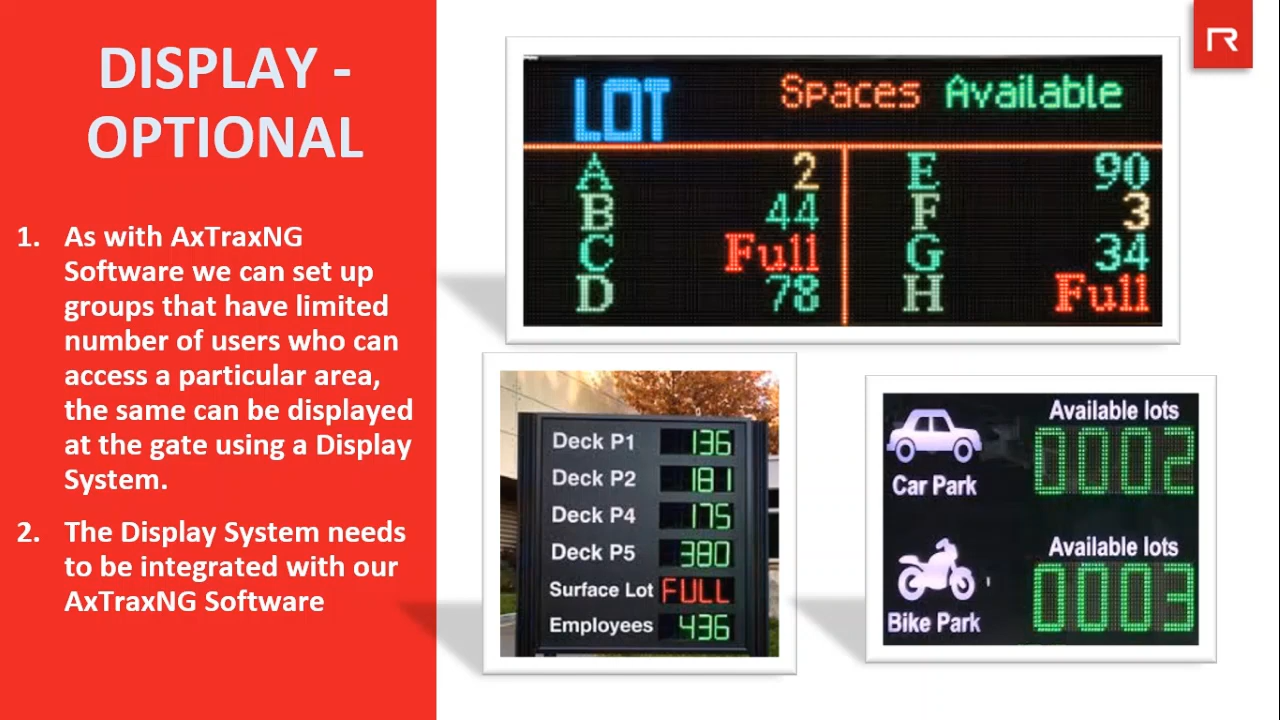 DISPLAY -
OPTIONAL
1. As with AxTraxNG
Software we can set up
groups that have limited
number of users who can
access a particular area,
the same can be displayed
at the gate using a Display
System.
2. The Display System needs
to be integrated with our
AxTraxNG Software
LOT Spaces Available
A 2 E 90
B 44 F 3
C Full G 34
D 78 H Full
Deck P1 136
Deck P2 181
Deck P4 175
Deck P5 380
Surface Lot FULL
Employees 436
Available lots
0002
Car Park
Available lots
0003
Bike Park